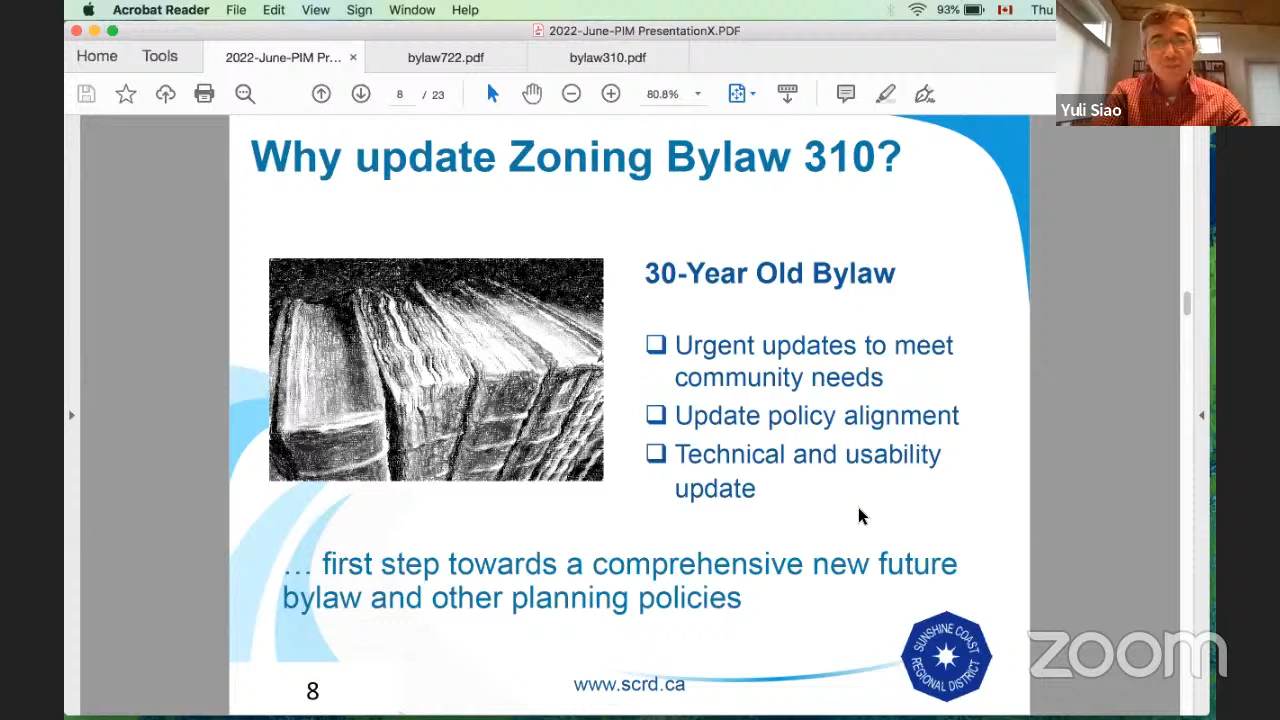 Acrobat Reader File Edit View Sign Window Help 93% Thu
2022-June-PIM PresentationX.PDF
Home Tools 2022-June-PIM Pr... × bylaw722.pdf bylaw310.pdf
8 / 23 80.8%
Yuli Siao
Why update Zoning Bylaw 310?
30-Year Old Bylaw
❑ Urgent updates to meet
community needs
❑ Update policy alignment
❑ Technical and usability
update
... first step towards a comprehensive new future
bylaw and other planning policies
SUNSHINE COAST
REGIONAL DISTRICT
zoom
8
www.scrd.ca